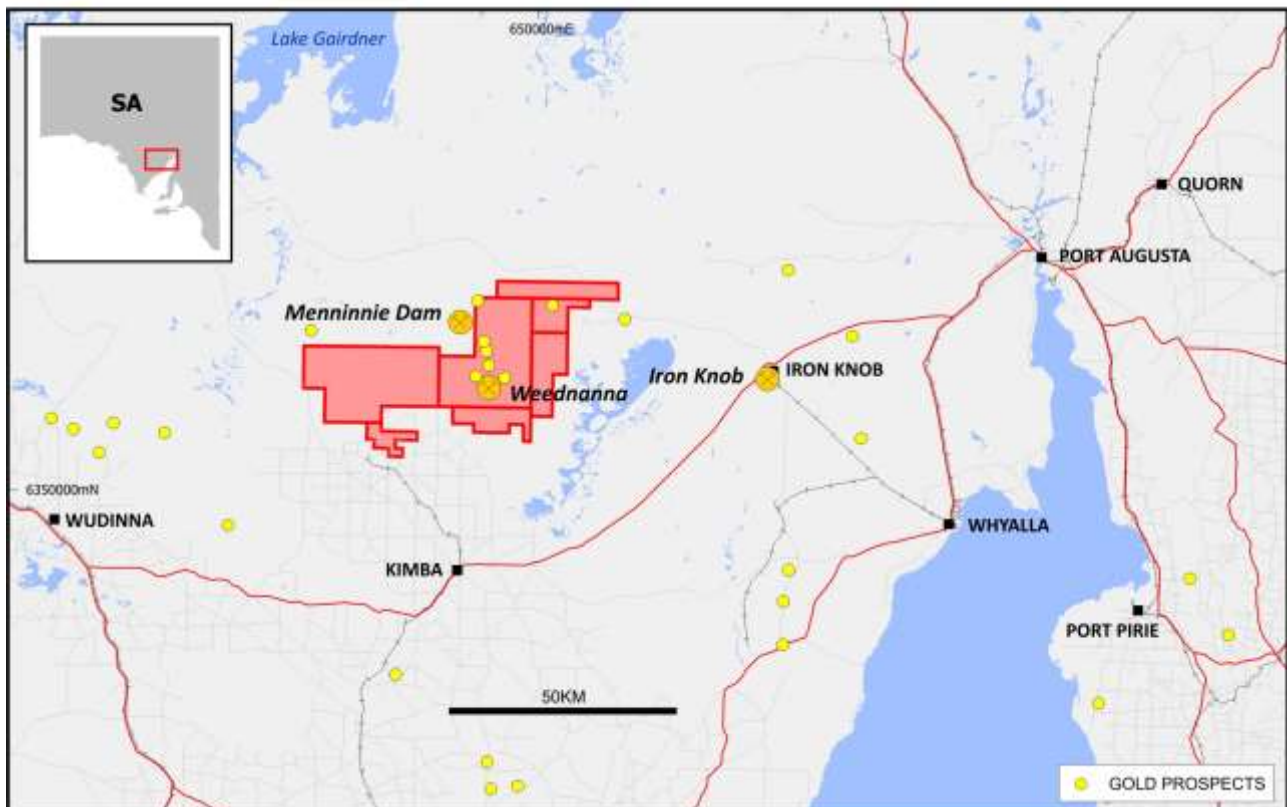 Lake Gairdner
650000mE
SA
QUORN
PORT AUGUSTA
Menninnie Dam
Iron Knob
IRON KNOB
Weednanna
6350000mN
WUDINNA
WHYALLA
KIMBA
PORT PIRIE
50KM
GOLD PROSPECTS